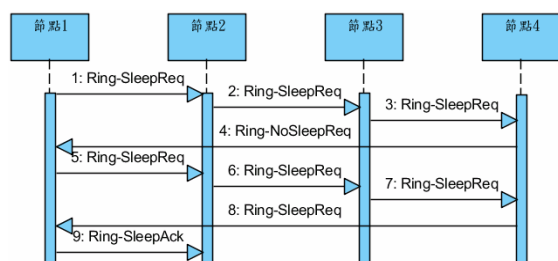 節點1
節點2
節點3
節點4
1: Ring-SleepReq
2: Ring-SleepReq
3: Ring-SleepReq
4: Ring-NoSleepReq
5: Ring-SleepReq
6: Ring-SleepReq
7: Ring-SleepReq
8: Ring-SleepReq
9: Ring-SleepAck